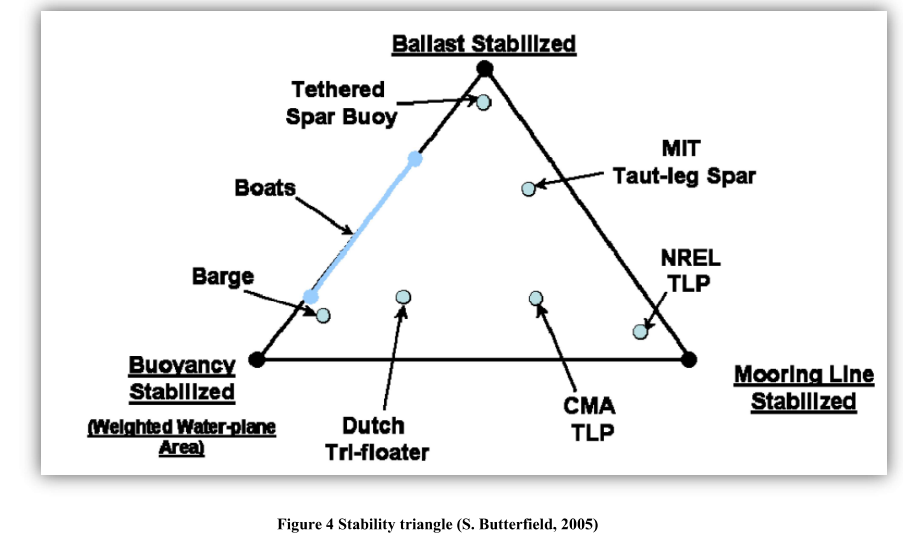 Ballast Stabilized
Tethered
Spar Buoy
MIT
Taut-leg Spar
Boats
NREL
TLP
Barge
Buoyancy
Stabilized
(Weighted Water-plane
Area)
Mooring Line
Stabilized
CMA
TLP
Dutch
Tri-floater
Figure 4 Stability triangle (S. Butterfield, 2005)